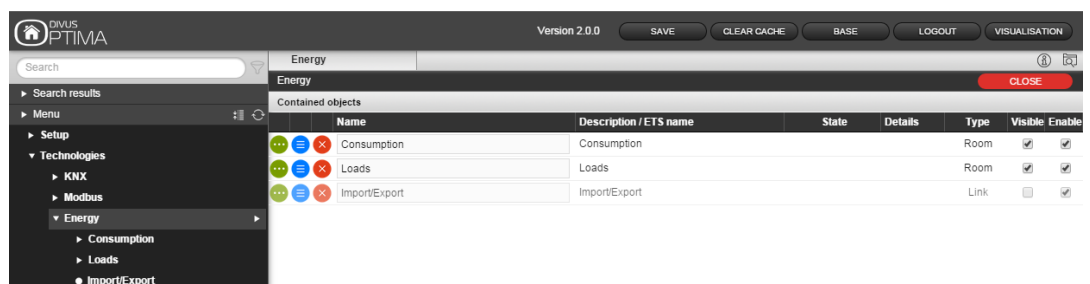 DIVUS
OPTIMA
Version 2.0.0 SAVE CLEAR CACHE BASE LOGOUT VISUALISATION
Search
Search results
Menu
Setup
Technologies
KNX
Modbus
Energy
Consumption
Loads
Import/Export
Energy
Energy CLOSE
Contained objects
Name Description / ETS name State Details Type Visible Enable
Consumption Consumption Room
Loads Loads Room
Import/Export Import/Export Link